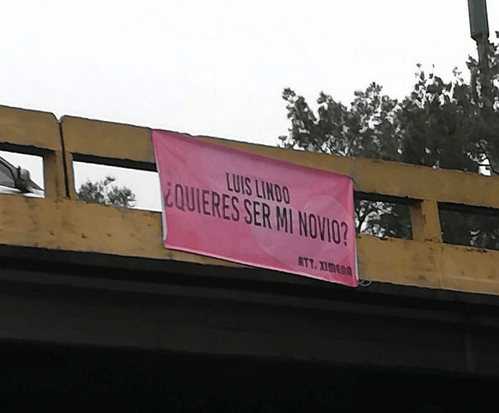 LUIS LINDO
¿QUIERES SER MI NOVIO?
ATT. XIMENA